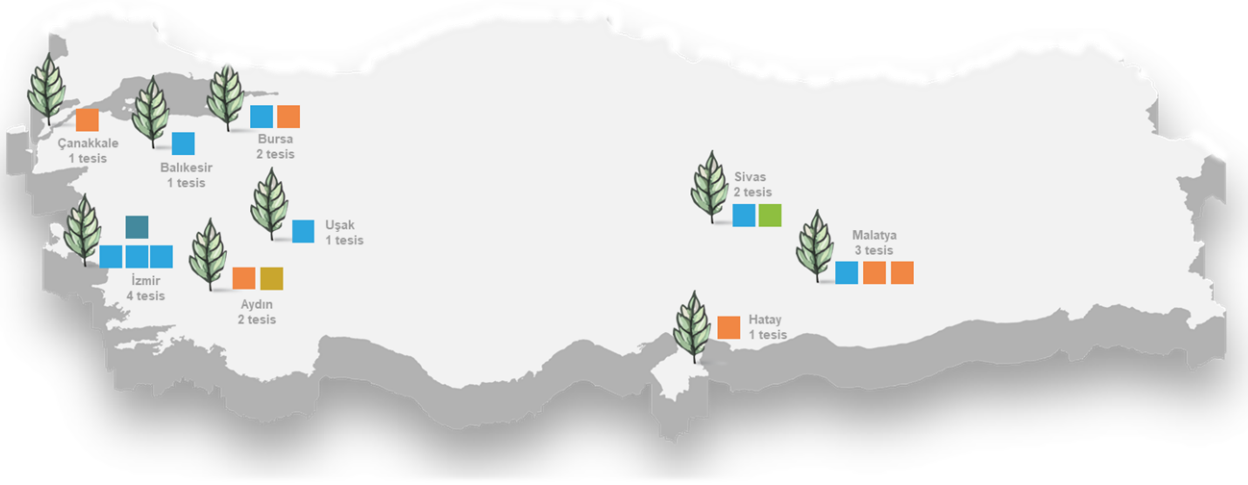 Çanakkale
1 tesis
Balıkesir
1 tesis
Bursa
2 tesis
Uşak
1 tesis
İzmir
4 tesis
Aydın
2 tesis
Sivas
2 tesis
Malatya
3 tesis
Hatay
1 tesis